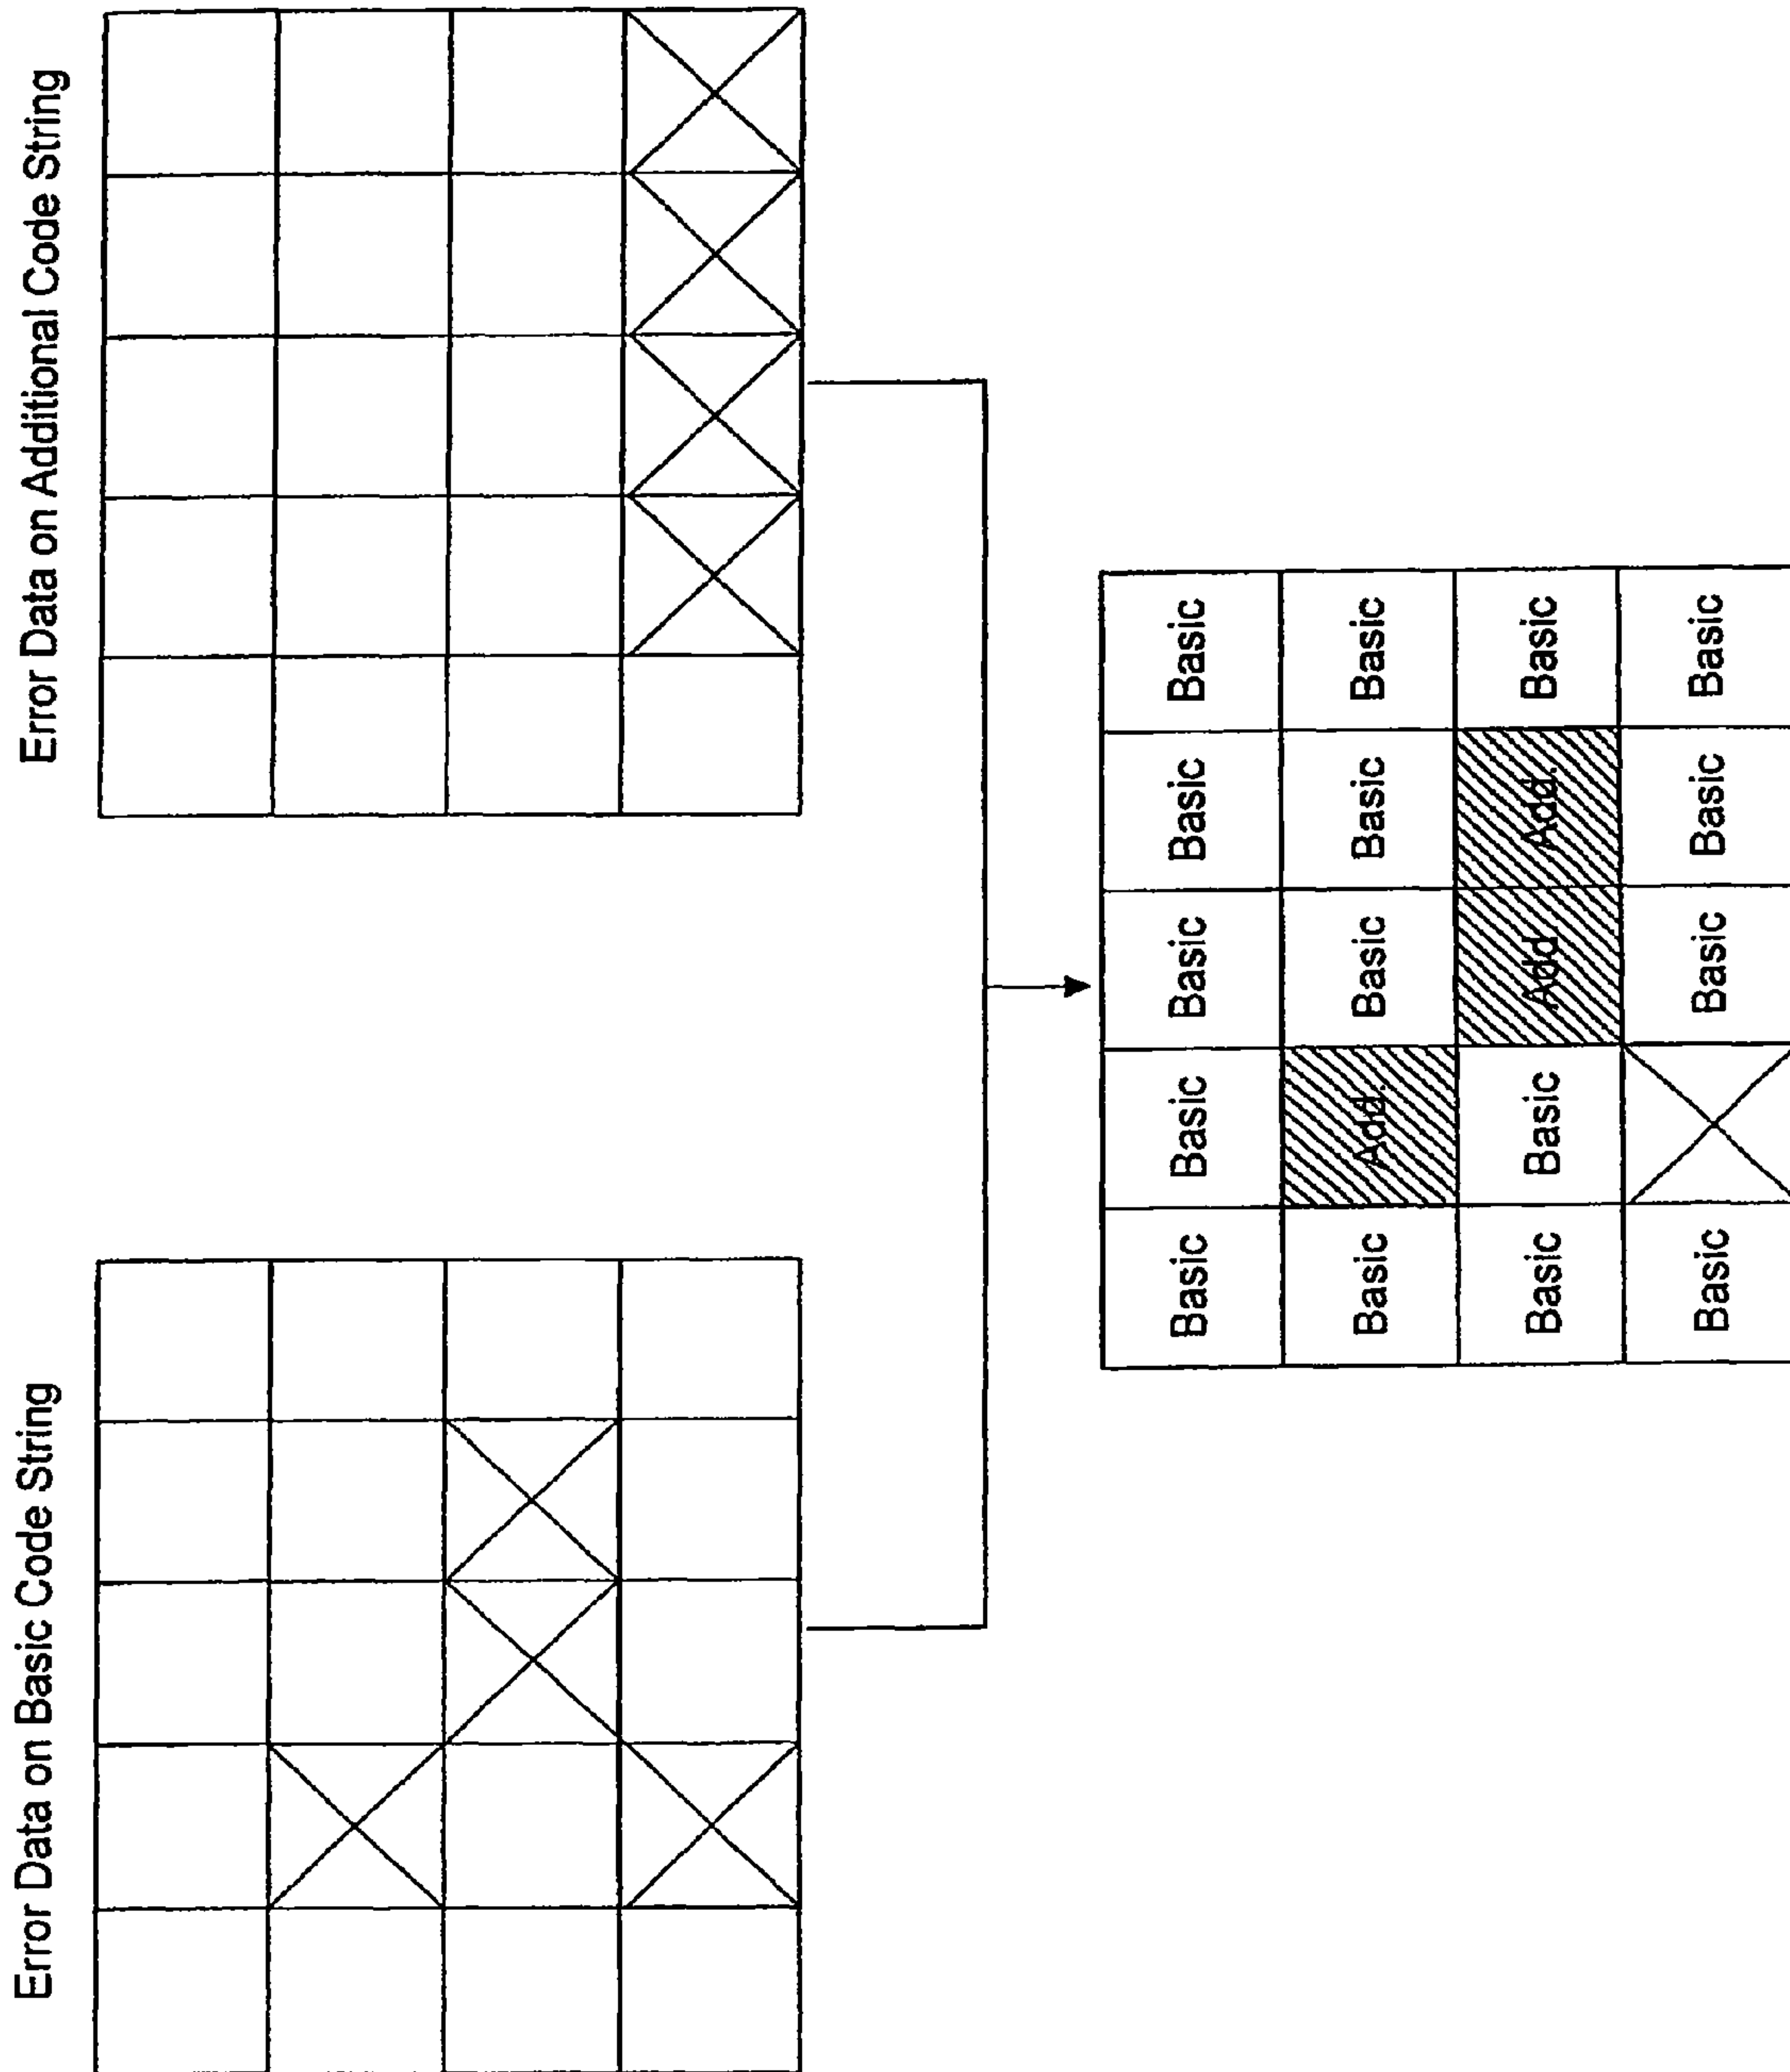 Error Data on Basic Code String
Error Data on Additional Code String
Basic Basic Basic Basic Basic
Basic Add. Basic Basic Basic
Basic Basic Add Add. Basic
Basic Basic Basic Basic